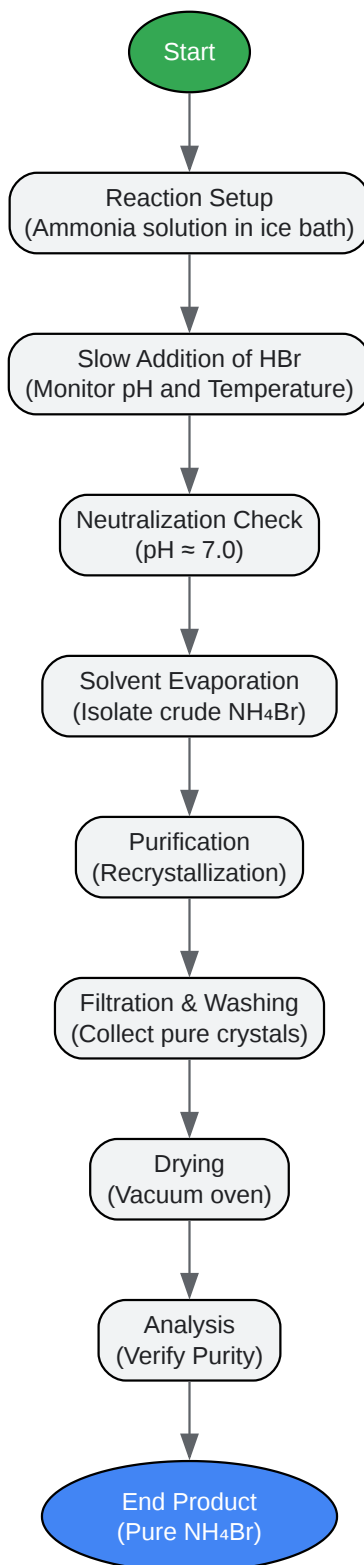 Start
Reaction Setup
(Ammonia solution in ice bath)
Slow Addition of HBr
(Monitor pH and Temperature)
Neutralization Check
(pH ≈ 7.0)
Solvent Evaporation
(Isolate crude NH₄Br)
Purification
(Recrystallization)
Filtration & Washing
(Collect pure crystals)
Drying
(Vacuum oven)
Analysis
(Verify Purity)
End Product
(Pure NH₄Br)